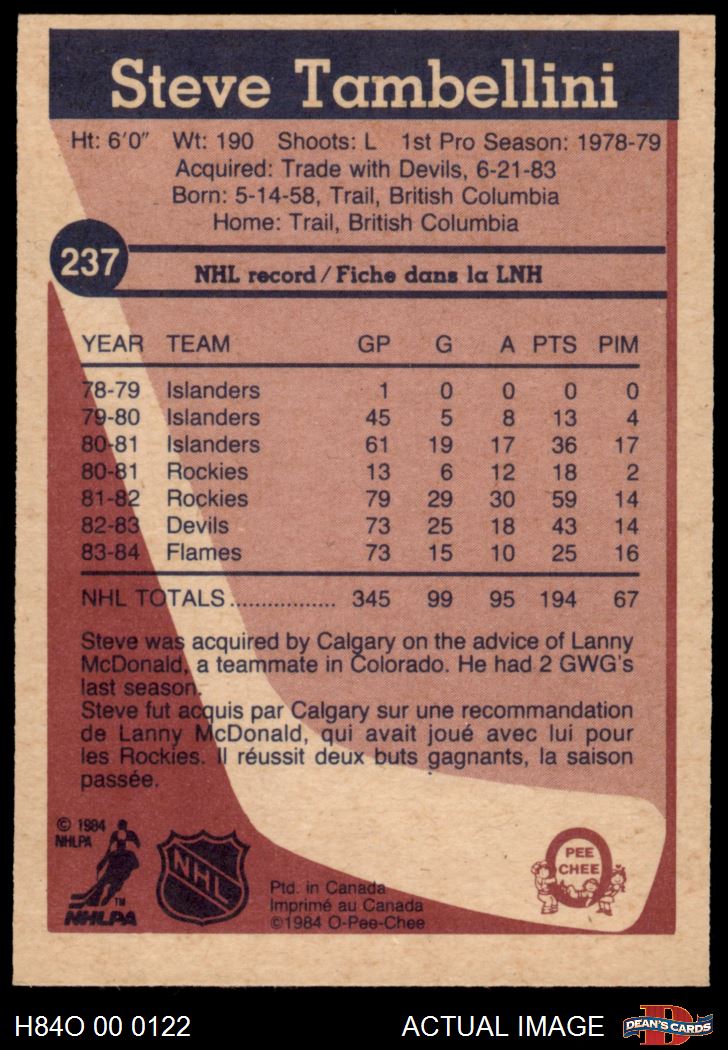 Steve Tambellini
Ht: 6'0" Wt: 190 Shoots: L 1st Pro Season: 1978-79
Acquired: Trade with Devils, 6-21-83
Born: 5-14-58, Trail, British Columbia
Home: Trail, British Columbia
237
NHL record/Fiche dans la LNH
YEAR TEAM GP G A PTS PIM
78-79 Islanders 1 0 0 0 0
79-80 Islanders 45 5 8 13 4
80-81 Islanders 61 19 17 36 17
80-81 Rockies 13 6 12 18 2
81-82 Rockies 79 29 30 59 14
82-83 Devils 73 25 18 43 14
83-84 Flames 73 15 10 25 16
NHL TOTALS................. 345 99 95 194 67
Steve was acquired by Calgary on the advice of Lanny
McDonald, a teammate in Colorado. He had 2 GWG's
last season.
Steve fut acquis par Calgary sur une recommandation
de Lanny McDonald, qui avait joué avec lui pour
les Rockies. Il réussit deux buts gagnants, la saison
passée.
© 1984
NHLPA
TM
NHLPA
NHL
Ptd. in Canada
Imprimé au Canada
©1984 O-Pee-Chee
O
PEE
CHEE
H84O 00 0122
ACTUAL IMAGE
D
DEAN'S CARDS